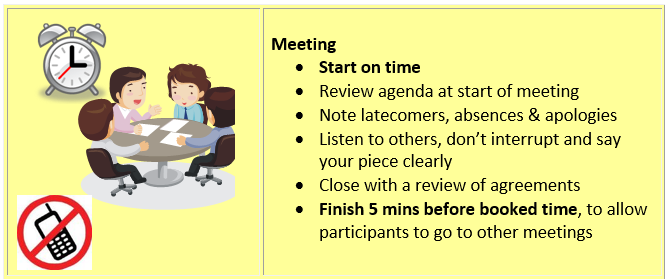 Meeting
• Start on time
• Review agenda at start of meeting
• Note latecomers, absences & apologies
• Listen to others, don’t interrupt and say
your piece clearly
• Close with a review of agreements
• Finish 5 mins before booked time, to allow
participants to go to other meetings